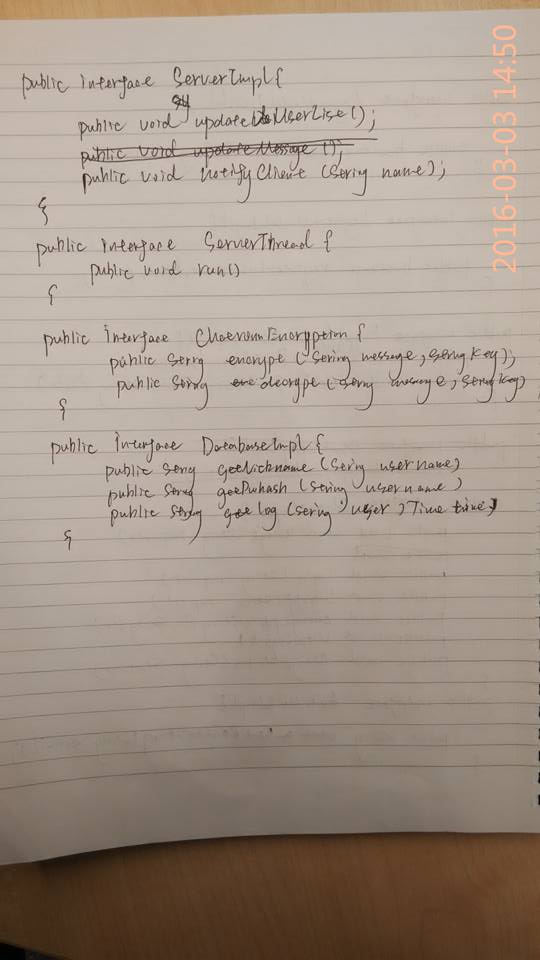 public interface ServerImpl{
public void updateUserList();
public void updateMessage();
public void notifyClient (String name);
}
public interface ServerThread {
public void run()
}
public Interface Encryption {
public String encrypt (String message, String key);
public String decrypt (String message, String key)
}
public Interface DatabaseImpl {
public String getNickname (String username)
public String getPwhash (String username)
public String get log (String user, Time time)
}
2016-03-03 14:50